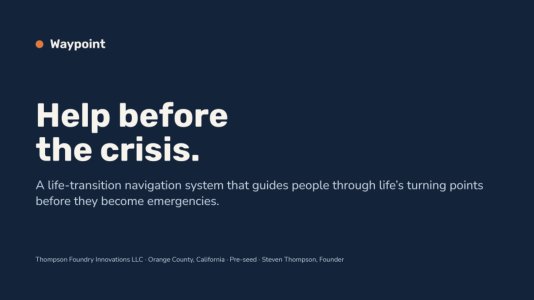 Waypoint
Help before
the crisis.
A life-transition navigation system that guides people through life's turning points
before they become emergencies.
Thompson Foundry Innovations LLC · Orange County, California · Pre-seed · Steven Thompson, Founder